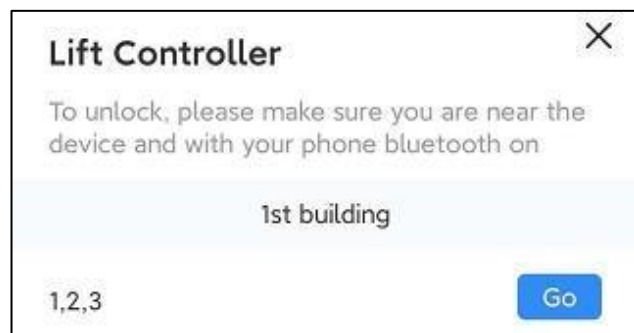 Lift Controller
To unlock, please make sure you are near the
device and with your phone bluetooth on
1st building
1,2,3
Go